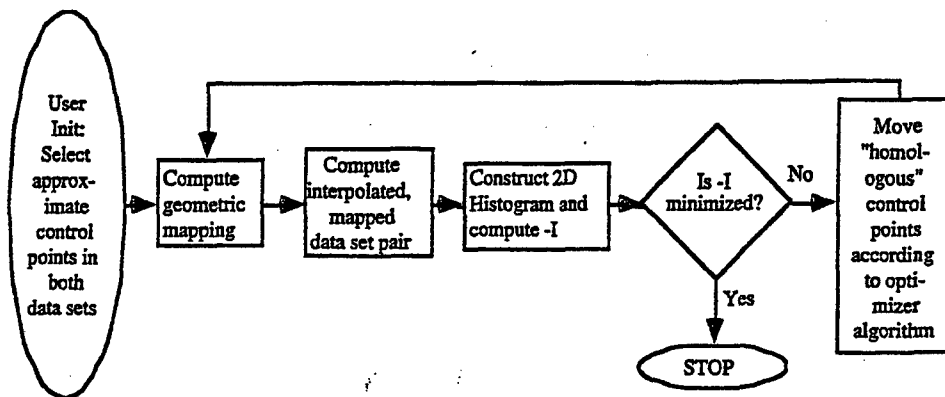 User
Init:
Select
approx-
imate
control
points in
both
data sets
Compute
geometric
mapping
Compute
interpolated,
mapped
data set pair
Construct 2D
Histogram and
compute -I
Is -I
minimized?
No
Yes
STOP
Move
"homol-
ogous"
control
points
according
to opti-
mizer
algorithm